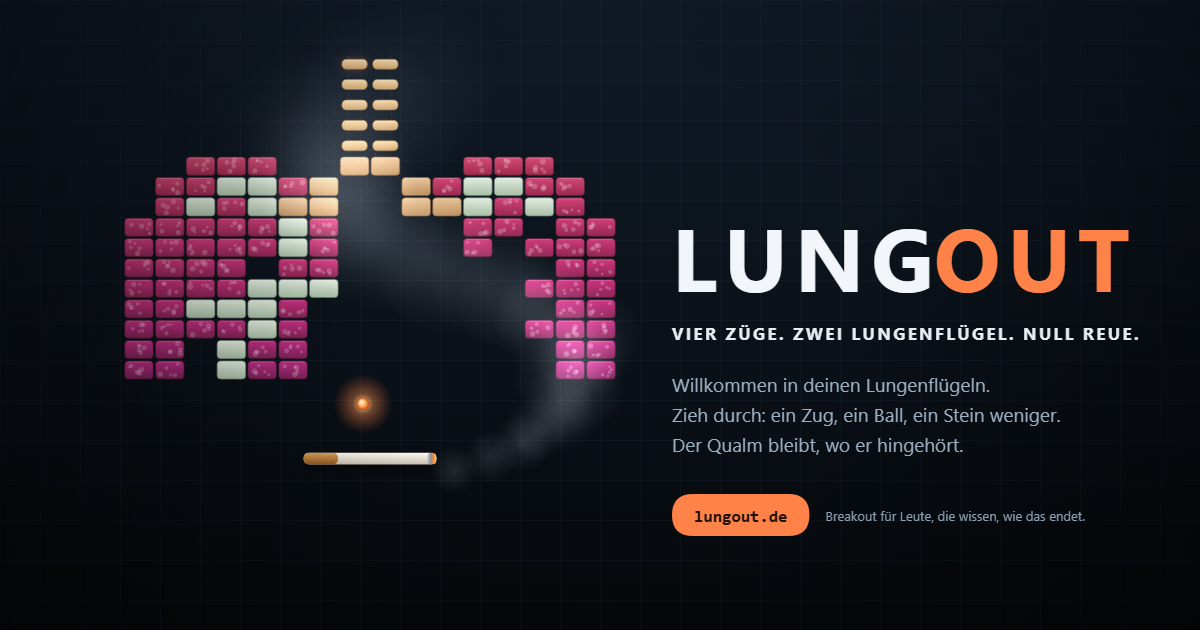 LUNGOUT
VIER ZÜGE. ZWEI LUNGENFLÜGEL. NULL REUE.
Willkommen in deinen Lungenflügeln.
Zieh durch: ein Zug, ein Ball, ein Stein weniger.
Der Qualm bleibt, wo er hingehört.
lungout.de
Breakout für Leute, die wissen, wie das endet.